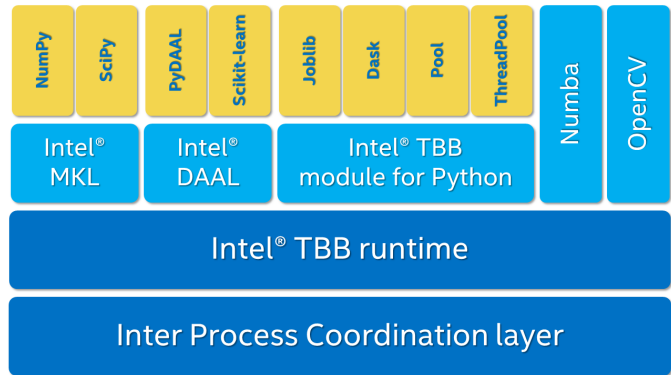 NumPy
SciPy
PyDAAL
Scikit-learn
Joblib
Dask
Pool
ThreadPool
Numba
OpenCV
Intel® MKL
Intel® DAAL
Intel® TBB
module for Python
Intel® TBB runtime
Inter Process Coordination layer